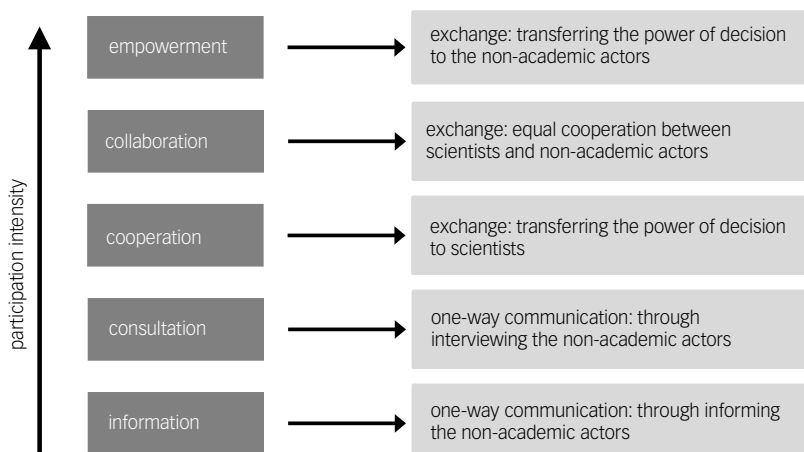 empowerment
exchange: transferring the power of decision
to the non-academic actors
collaboration
exchange: equal cooperation between
scientists and non-academic actors
cooperation
exchange: transferring the power of decision
to scientists
consultation
one-way communication: through
interviewing the non-academic actors
information
one-way communication: through informing
the non-academic actors
participation intensity